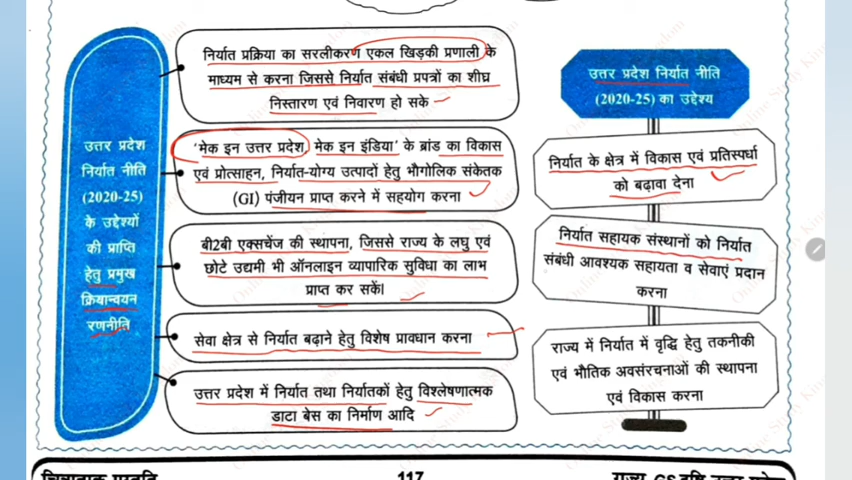 निर्यात प्रक्रिया का सरलीकरण एकल खिड़की प्रणाली के
माध्यम से करना जिससे निर्यात संबंधी प्रपत्रों का शीघ्र
निस्तारण एवं निवारण हो सके
उत्तर प्रदेश
निर्यात नीति
(2020-25)
के उद्देश्यों
की प्राप्ति
हेतु प्रमुख
क्रियान्वयन
रणनीति
'मेक इन उत्तर प्रदेश, मेक इन इंडिया' के ब्रांड का विकास
एवं प्रोत्साहन, निर्यात-योग्य उत्पादों हेतु भौगोलिक संकेतक
(GI) पंजीयन प्राप्त करने में सहयोग करना
बी2बी एक्सचेंज की स्थापना, जिससे राज्य के लघु एवं
छोटे उद्यमी भी ऑनलाइन व्यापारिक सुविधा का लाभ
प्राप्त कर सकें।
सेवा क्षेत्र से निर्यात बढ़ाने हेतु विशेष प्रावधान करना
उत्तर प्रदेश में निर्यात तथा निर्यातकों हेतु विश्लेषणात्मक
डाटा बेस का निर्माण आदि
उत्तर प्रदेश निर्यात नीति
(2020-25) का उद्देश्य
निर्यात के क्षेत्र में विकास एवं प्रतिस्पर्धा
को बढ़ावा देना
निर्यात सहायक संस्थानों को निर्यात
संबंधी आवश्यक सहायता व सेवाएं प्रदान
करना
राज्य में निर्यात में वृद्धि हेतु तकनीकी
एवं भौतिक अवसंरचनाओं की स्थापना
एवं विकास करना
117